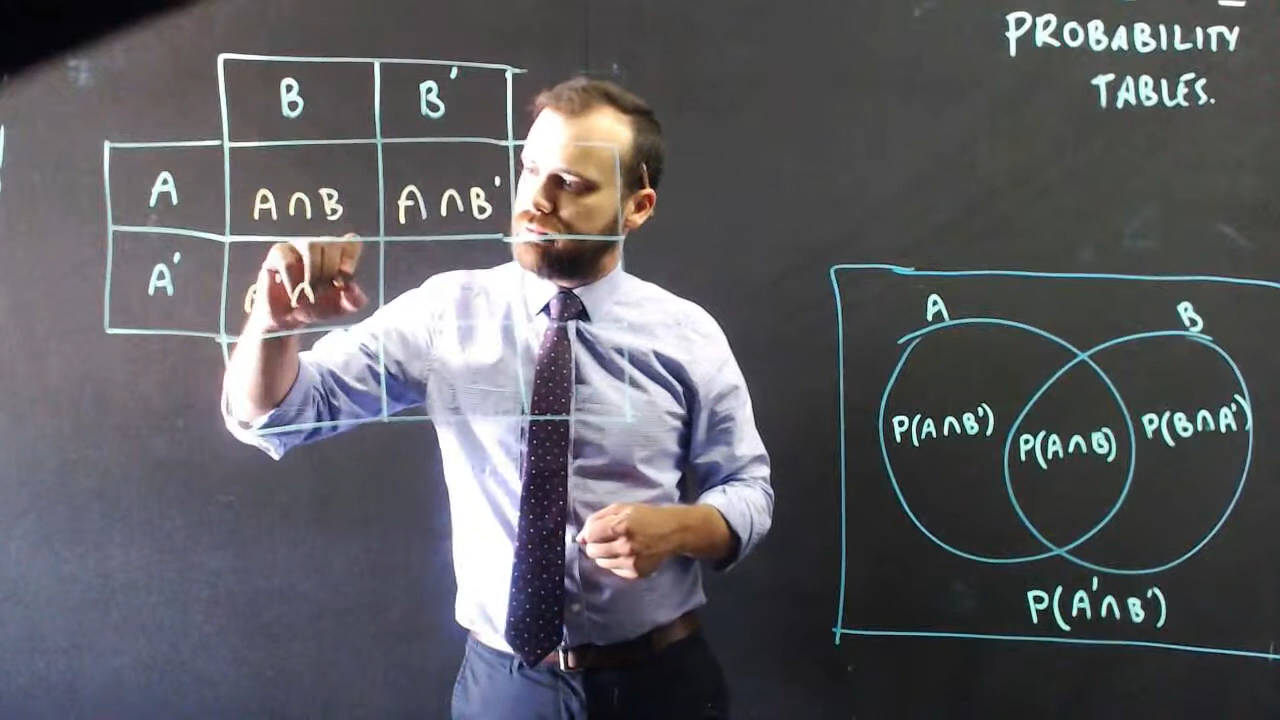 PROBABILITY
TABLES.
B B'
A A∩B A∩B'
A'
A B
P(A∩B') P(A∩B) P(B∩A')
P(A'∩B')